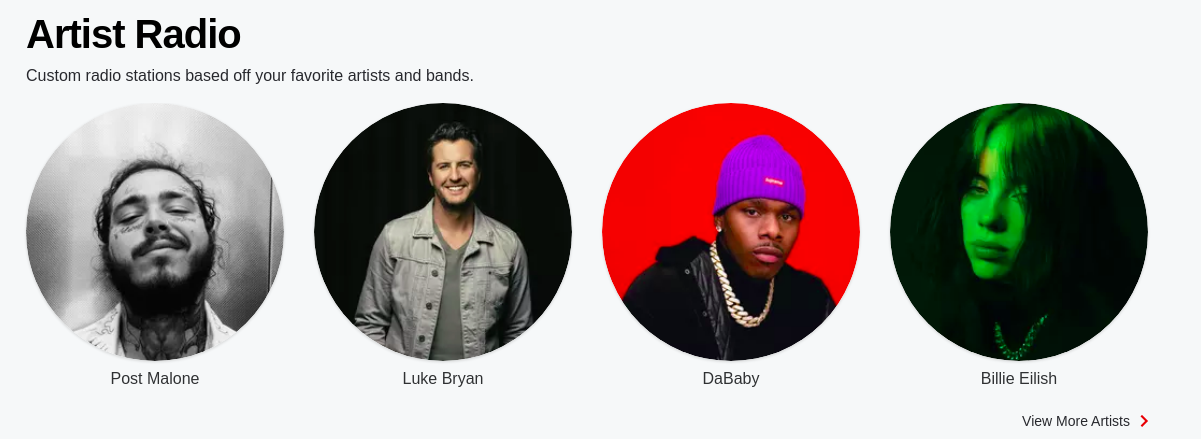 Artist Radio
Custom radio stations based off your favorite artists and bands.
Post Malone
Luke Bryan
DaBaby
Billie Eilish
View More Artists